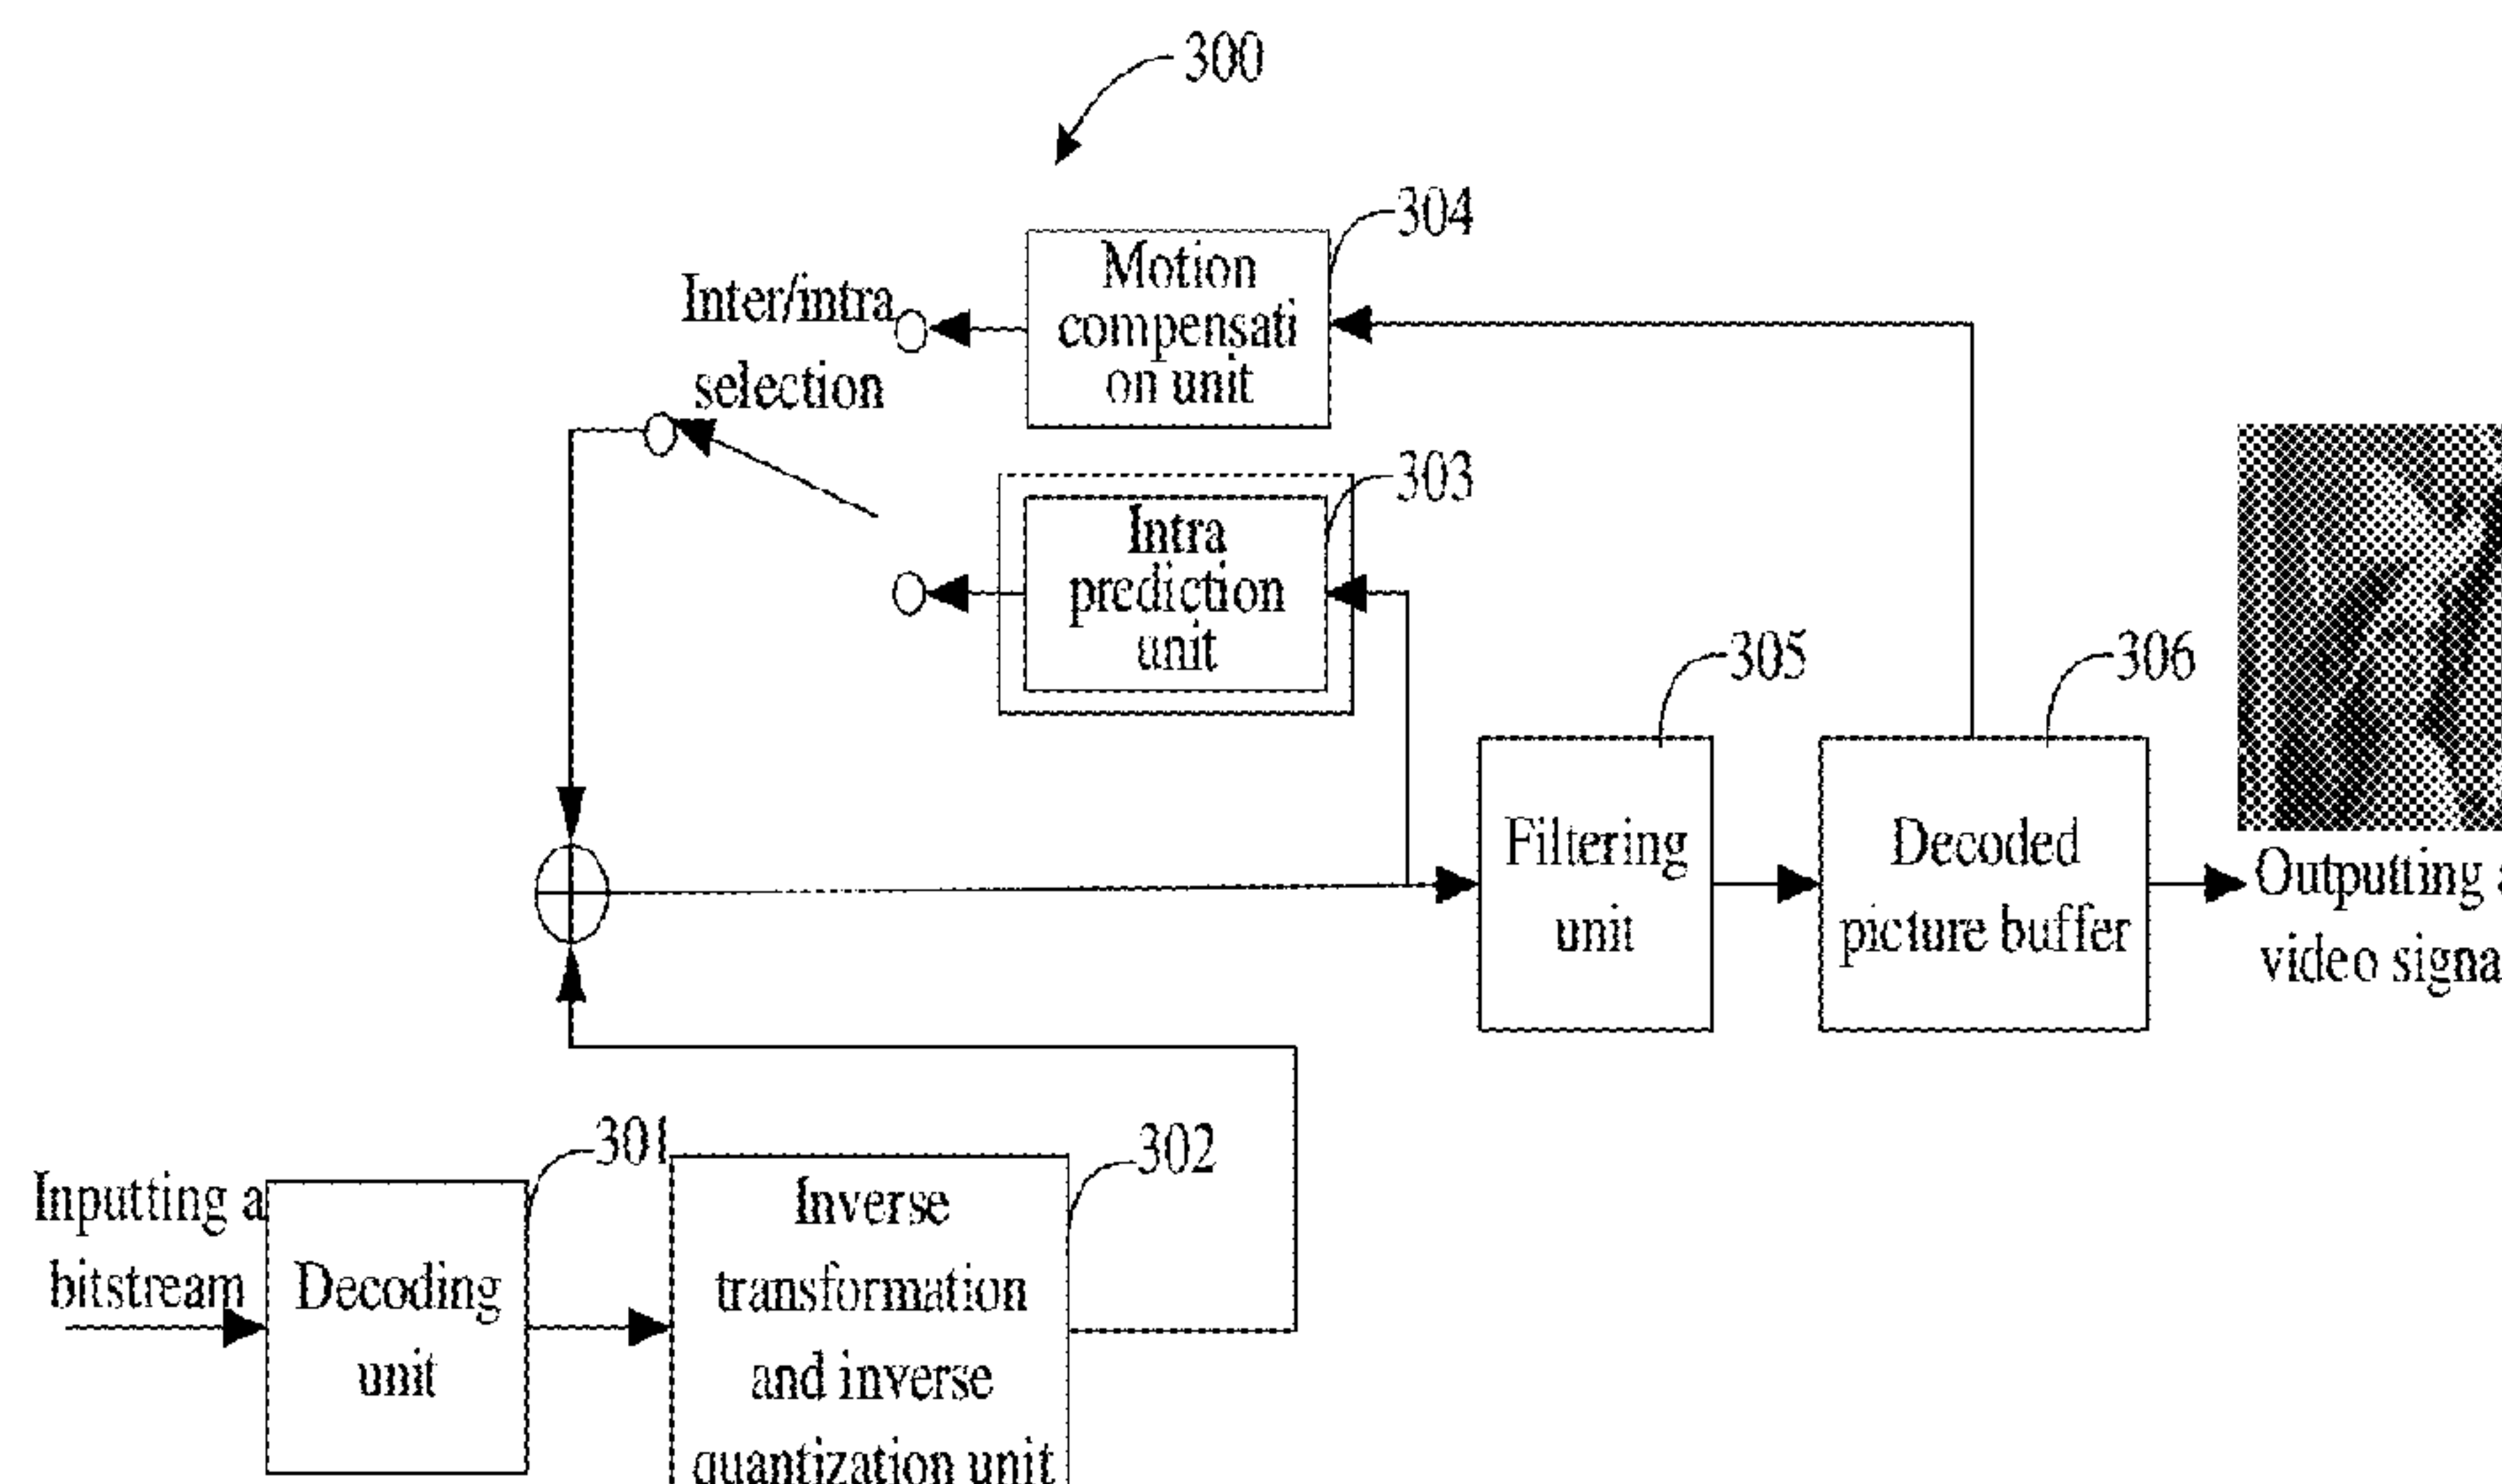 300
304
Motion
compensati
on unit
Inter/intra
selection
303
Intra
prediction
unit
305
306
Filtering
unit
Decoded
picture buffer
Outputting a
video signa
301
302
Inputting a
bitstream
Decoding
unit
Inverse
transformation
and inverse
quantization unit